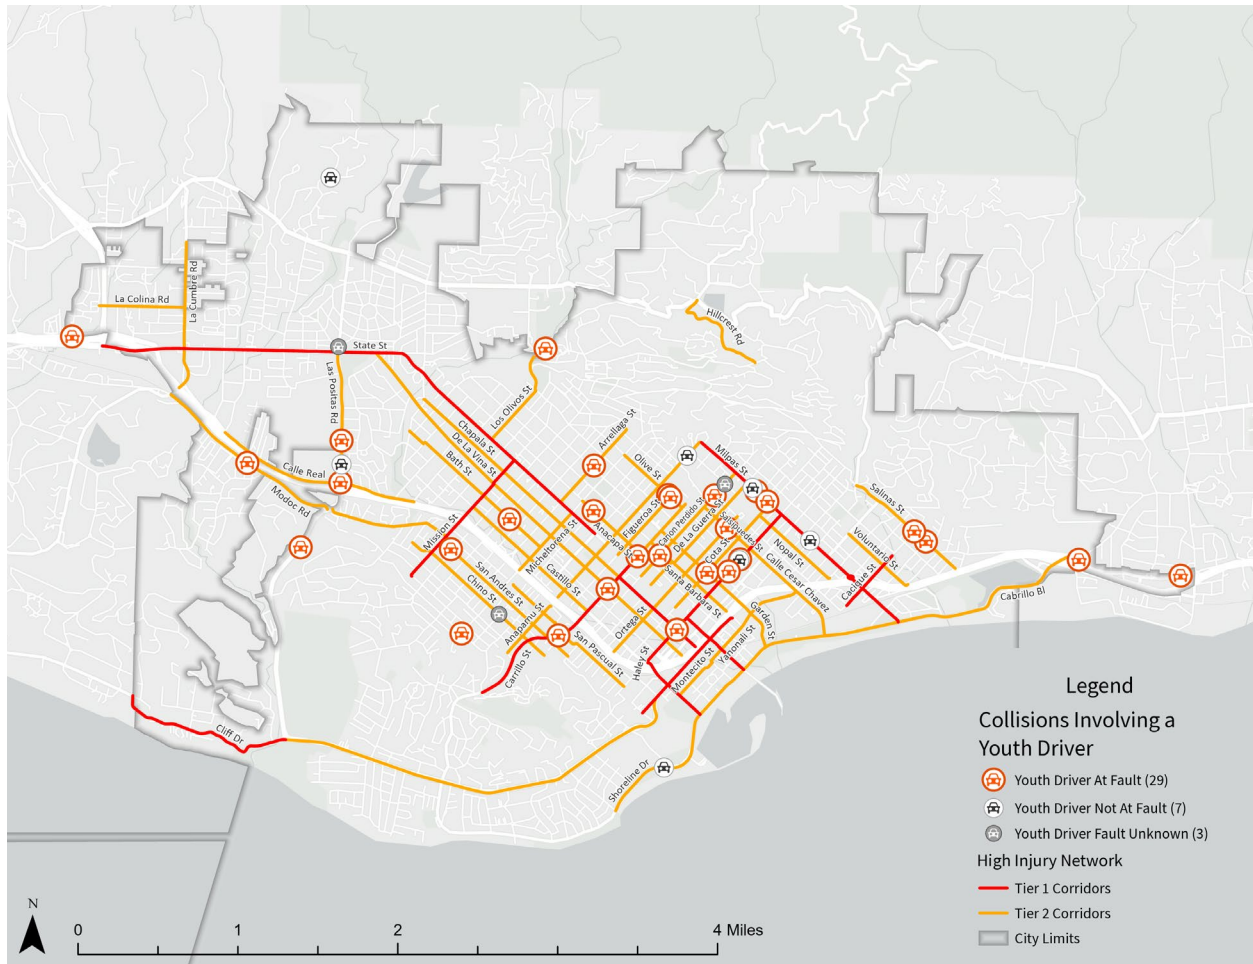 La Colina Rd
La Cumbre Rd
State St
Las Positas Rd
Hillcrest Rd
Los Olivos St
Chapala St
De La Vina St
Bath St
Arrellaga St
Olive St
Milpas St
Calle Real
Modoc Rd
Mission St
Micheltorena St
Anacapa St
Figueroa St
Canon Perdido St
De La Guerra St
Salsipuedes St
Cota St
Nopal St
Salinas St
Voluntario St
Cacique St
Calle Cesar Chavez
San Andres St
Chino St
Castillo St
Anapamu St
San Pascual St
Santa Barbara St
Ortega St
Garden St
Haley St
Yanonali St
Montecito St
Carrillo St
Cabrillo Bl
Cliff Dr
Shoreline Dr
Legend
Collisions Involving a
Youth Driver
Youth Driver At Fault (29)
Youth Driver Not At Fault (7)
Youth Driver Fault Unknown (3)
High Injury Network
Tier 1 Corridors
Tier 2 Corridors
City Limits
N
0 1 2 4 Miles